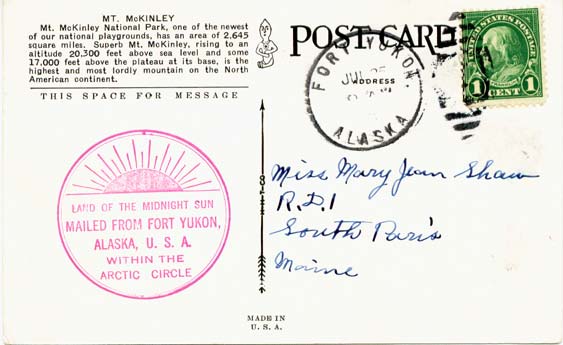 MT. McKINLEY
Mt. McKinley National Park, one of the newest
of our national playgrounds, has an area of 2,645
square miles. Superb Mt. McKinley, rising to an
altitude 20,300 feet above sea level and some
17,000 feet above the plateau at its base, is the
highest and most lordly mountain on the North
American continent.
THIS SPACE FOR MESSAGE
POST CARD
ADDRESS
FORT YUKON.
JUL
ALASKA
UNITED STATES POSTAGE
1 CENT 1
LAND OF THE MIDNIGHT SUN
MAILED FROM FORT YUKON,
ALASKA, U. S. A.
WITHIN THE
ARCTIC CIRCLE
Miss Mary Jean Shaw
R.D.1
South Paris
Maine
MADE IN
U. S. A.